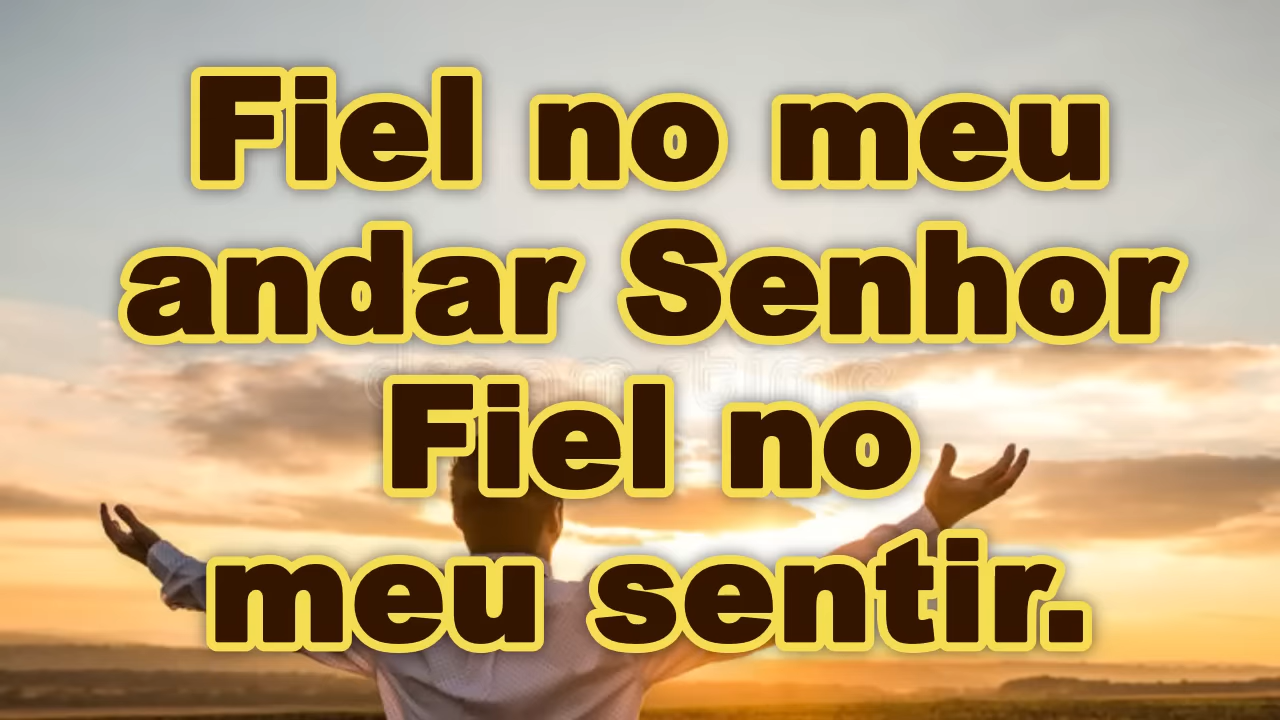 Fiel no meu
andar Senhor
Fiel no
meu sentir.